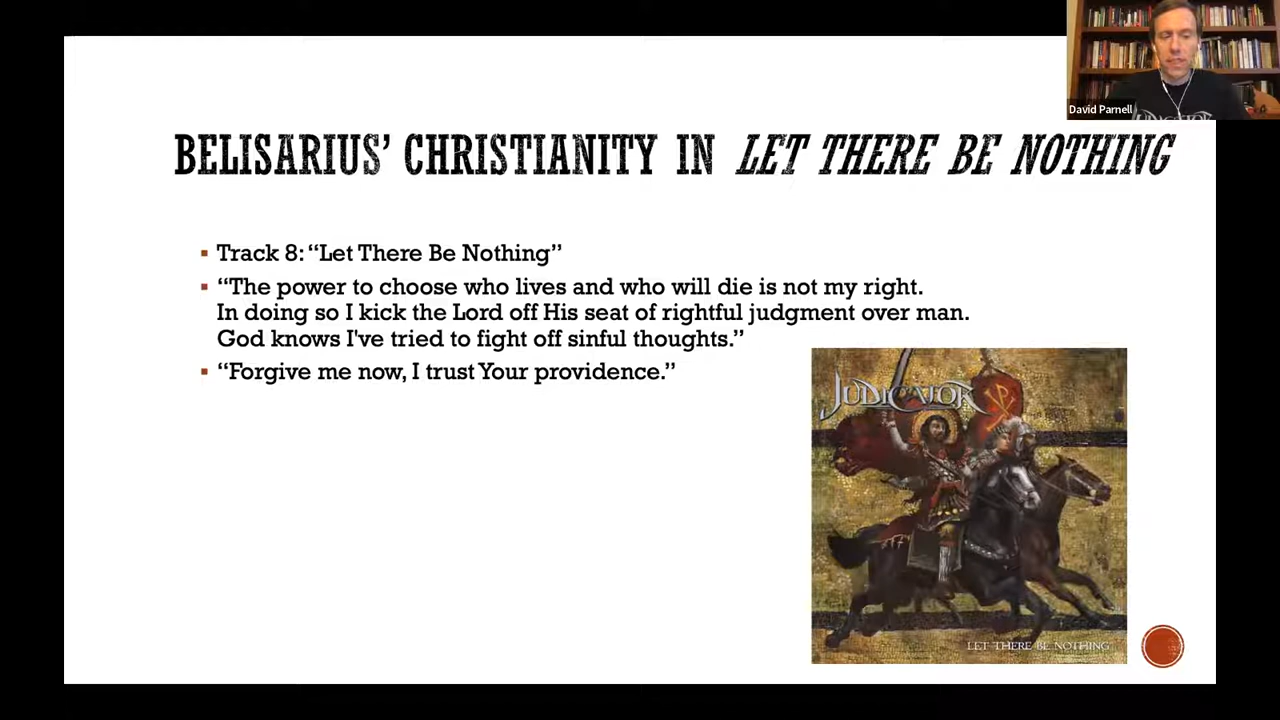 David Parnell
JUDICATOR
BELISARIUS' CHRISTIANITY IN LET THERE BE NOTHING
Track 8: “Let There Be Nothing”
“The power to choose who lives and who will die is not my right.
In doing so I kick the Lord off His seat of rightful judgment over man.
God knows I've tried to fight off sinful thoughts.”
“Forgive me now, I trust Your providence.”
JUDICATOR
LET THERE BE NOTHING